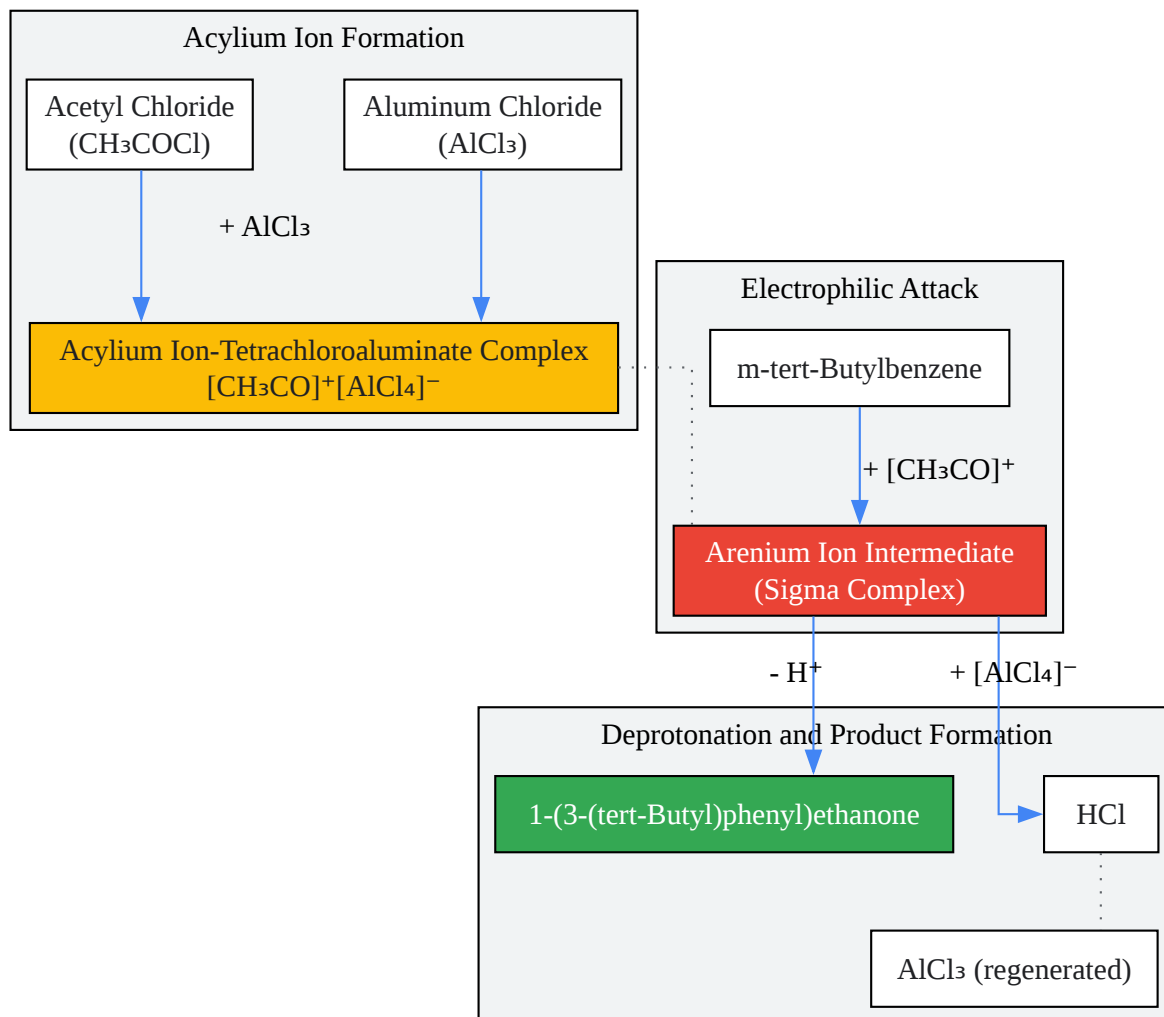 Acylium Ion Formation
Acetyl Chloride
(CH₃COCl)
Aluminum Chloride
(AlCl₃)
+ AlCl₃
Acylium Ion-Tetrachloroaluminate Complex
[CH₃CO]⁺[AlCl₄]⁻
Electrophilic Attack
m-tert-Butylbenzene
+ [CH₃CO]⁺
Arenium Ion Intermediate
(Sigma Complex)
- H⁺
+ [AlCl₄]⁻
Deprotonation and Product Formation
1-(3-(tert-Butyl)phenyl)ethanone
HCl
AlCl₃ (regenerated)